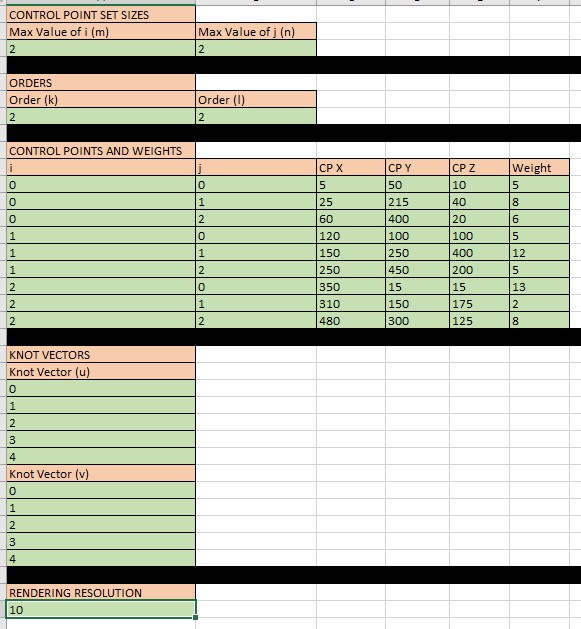 CONTROL POINT SET SIZES
Max Value of i (m) Max Value of j (n)
2 2
ORDERS
Order (k) Order (l)
2 2
CONTROL POINTS AND WEIGHTS
i j CP X CP Y CP Z Weight
0 0 5 50 10 5
0 1 25 215 40 8
0 2 60 400 20 6
1 0 120 100 100 5
1 1 150 250 400 12
1 2 250 450 200 5
2 0 350 15 15 13
2 1 310 150 175 2
2 2 480 300 125 8
KNOT VECTORS
Knot Vector (u)
0
1
2
3
4
Knot Vector (v)
0
1
2
3
4
RENDERING RESOLUTION
10